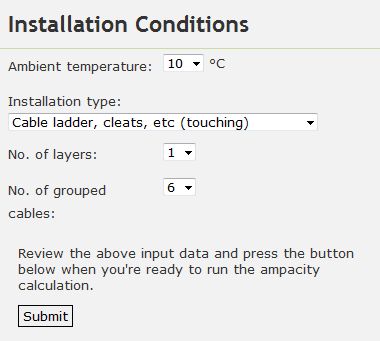 Installation Conditions
Ambient temperature: 10 °C
Installation type:
Cable ladder, cleats, etc (touching)
No. of layers: 1
No. of grouped 6
cables:
Review the above input data and press the button
below when you're ready to run the ampacity
calculation.
Submit